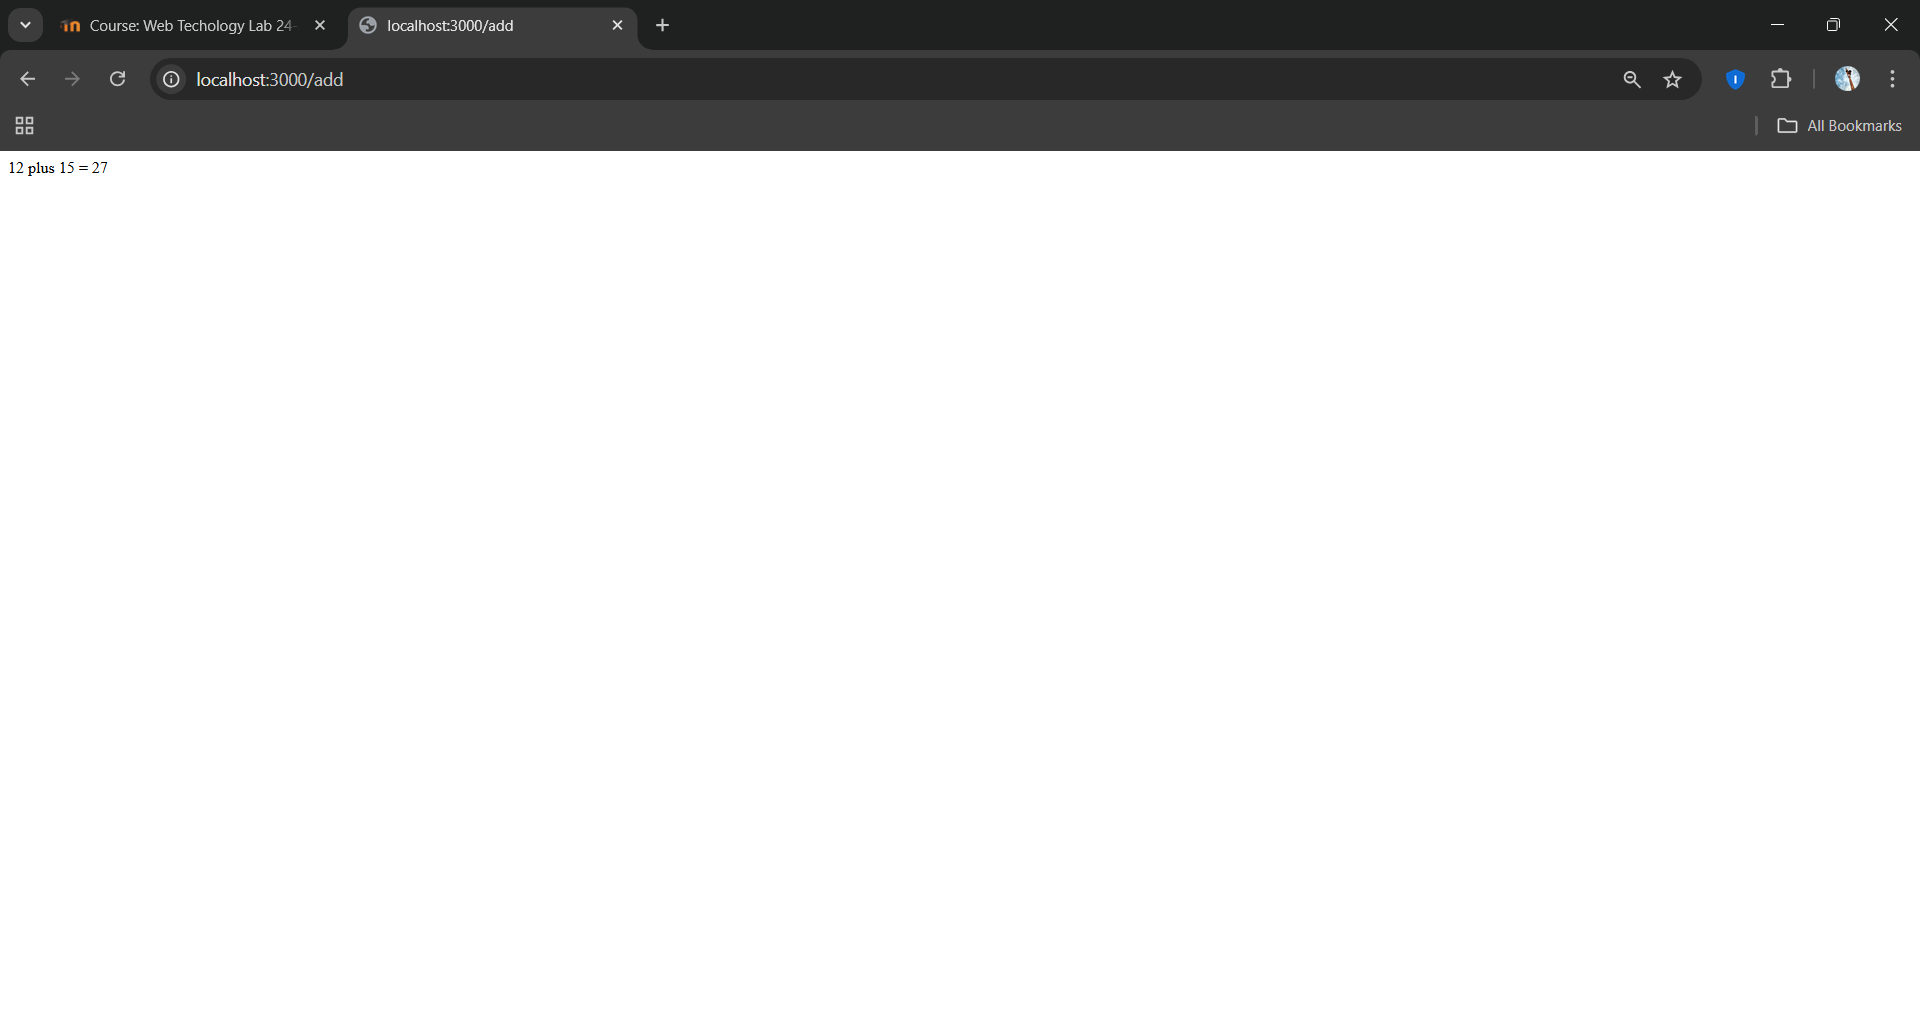 Course: Web Techology Lab 24-
localhost:3000/add
localhost:3000/add
All Bookmarks
12 plus 15 = 27